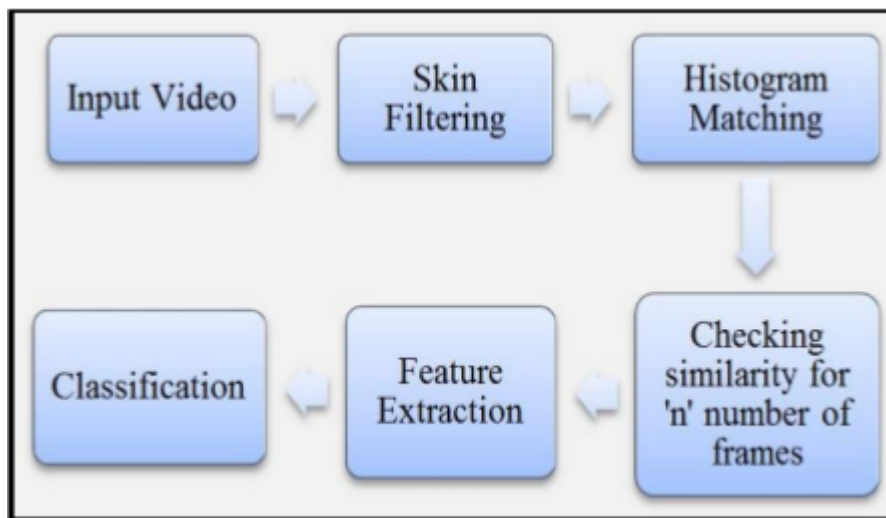 Input Video
Skin
Filtering
Histogram
Matching
Checking
similarity for
'n' number of
frames
Feature
Extraction
Classification